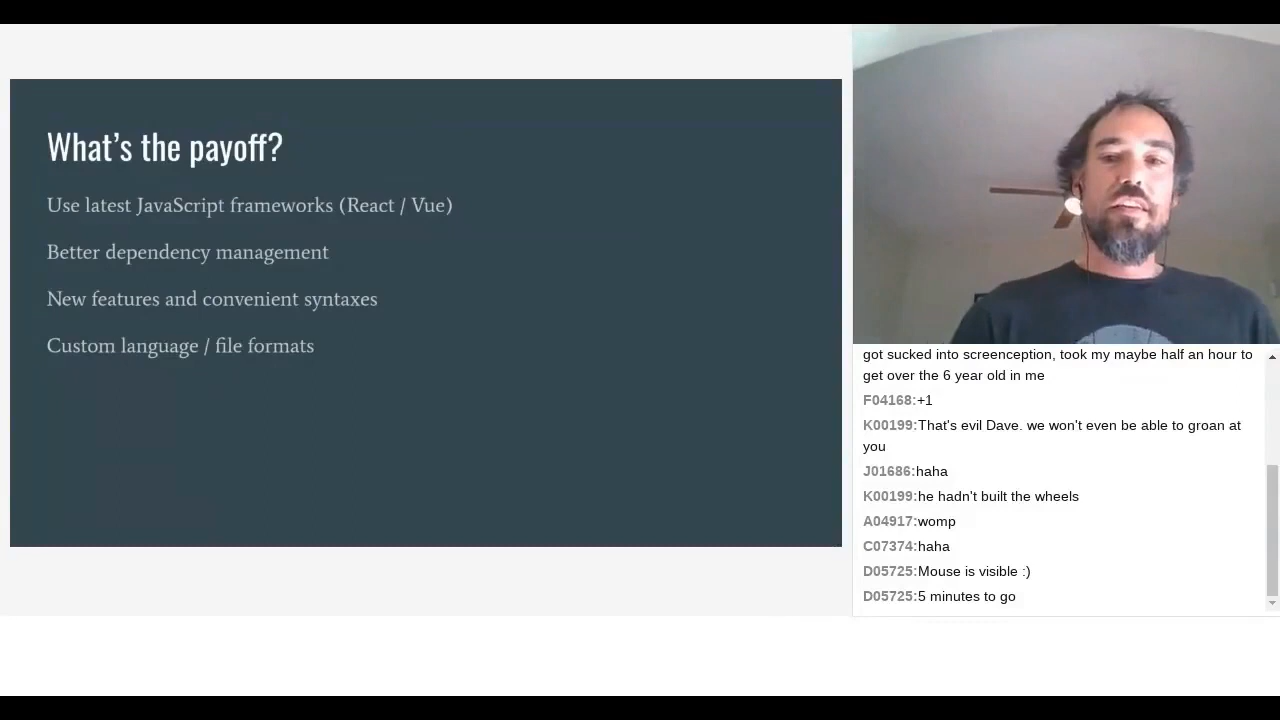 What's the payoff?
Use latest JavaScript frameworks (React / Vue)
Better dependency management
New features and convenient syntaxes
Custom language / file formats
got sucked into screenception, took my maybe half an hour to
get over the 6 year old in me
F04168:+1
K00199:That's evil Dave. we won't even be able to groan at
you
J01686:haha
K00199:he hadn't built the wheels
A04917:womp
C07374:haha
D05725:Mouse is visible :)
D05725:5 minutes to go